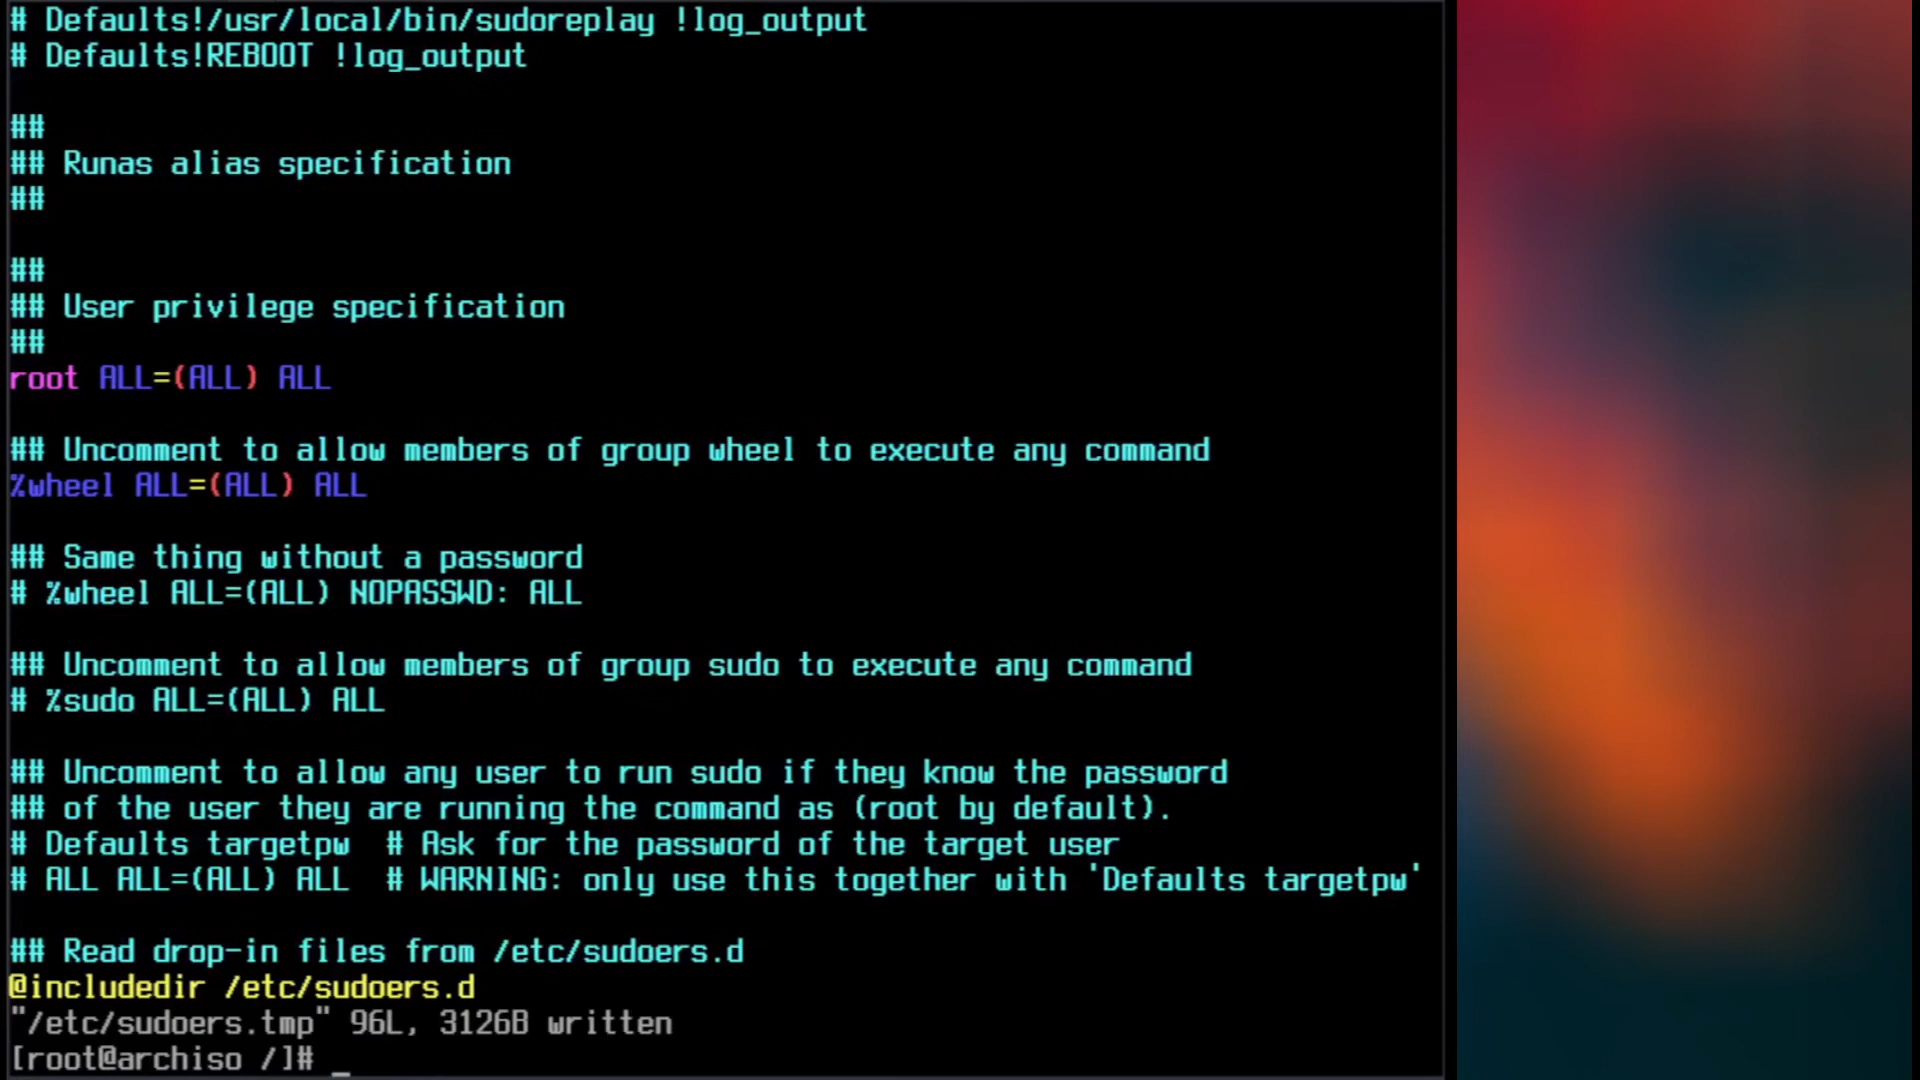 # Defaults!/usr/local/bin/sudoreplay !log_output
# Defaults!REBOOT !log_output
##
## Runas alias specification
##
##
## User privilege specification
##
root ALL=(ALL) ALL
## Uncomment to allow members of group wheel to execute any command
%wheel ALL=(ALL) ALL
## Same thing without a password
# %wheel ALL=(ALL) NOPASSWD: ALL
## Uncomment to allow members of group sudo to execute any command
# %sudo ALL=(ALL) ALL
## Uncomment to allow any user to run sudo if they know the password
## of the user they are running the command as (root by default).
# Defaults targetpw  # Ask for the password of the target user
# ALL ALL=(ALL) ALL  # WARNING: only use this together with 'Defaults targetpw'
## Read drop-in files from /etc/sudoers.d
@includedir /etc/sudoers.d
"/etc/sudoers.tmp" 96L, 3126B written
[root@archiso /]# _